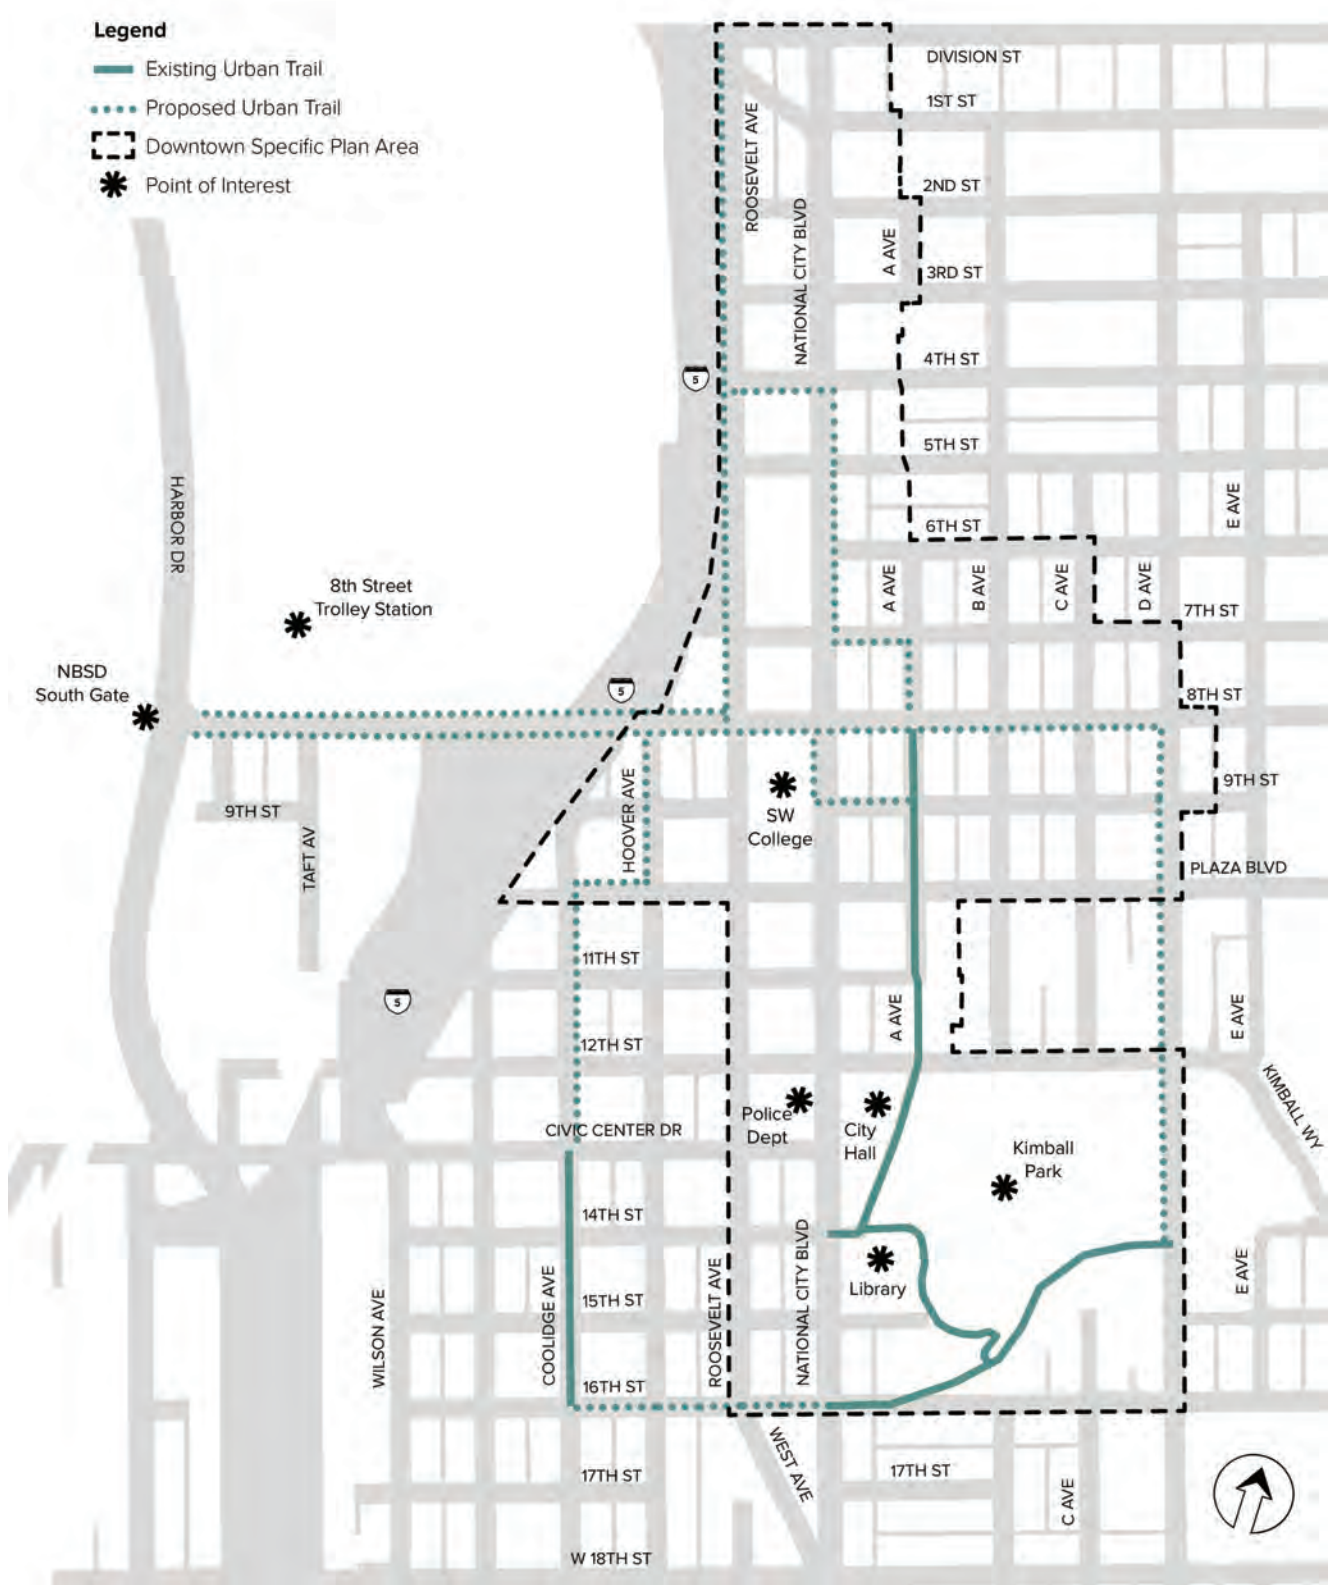 Legend
Existing Urban Trail
Proposed Urban Trail
Downtown Specific Plan Area
Point of Interest
DIVISION ST
1ST ST
ROOSEVELT AVE
2ND ST
NATIONAL CITY BLVD
A AVE
3RD ST
4TH ST
5
5TH ST
HARBOR DR
6TH ST
E AVE
8th Street
Trolley Station
A AVE
B AVE
C AVE
D AVE
7TH ST
NBSD
South Gate
5
8TH ST
9TH ST
HOOVER AVE
TAFT AV
SW
College
9TH ST
PLAZA BLVD
11TH ST
5
A AVE
E AVE
12TH ST
KIMBALL WY
Police
Dept
City
Hall
CIVIC CENTER DR
Kimball
Park
14TH ST
NATIONAL CITY BLVD
Library
E AVE
15TH ST
WILSON AVE
COOLIDGE AVE
ROOSEVELT AVE
16TH ST
WEST AVE
17TH ST
17TH ST
C AVE
W 18TH ST